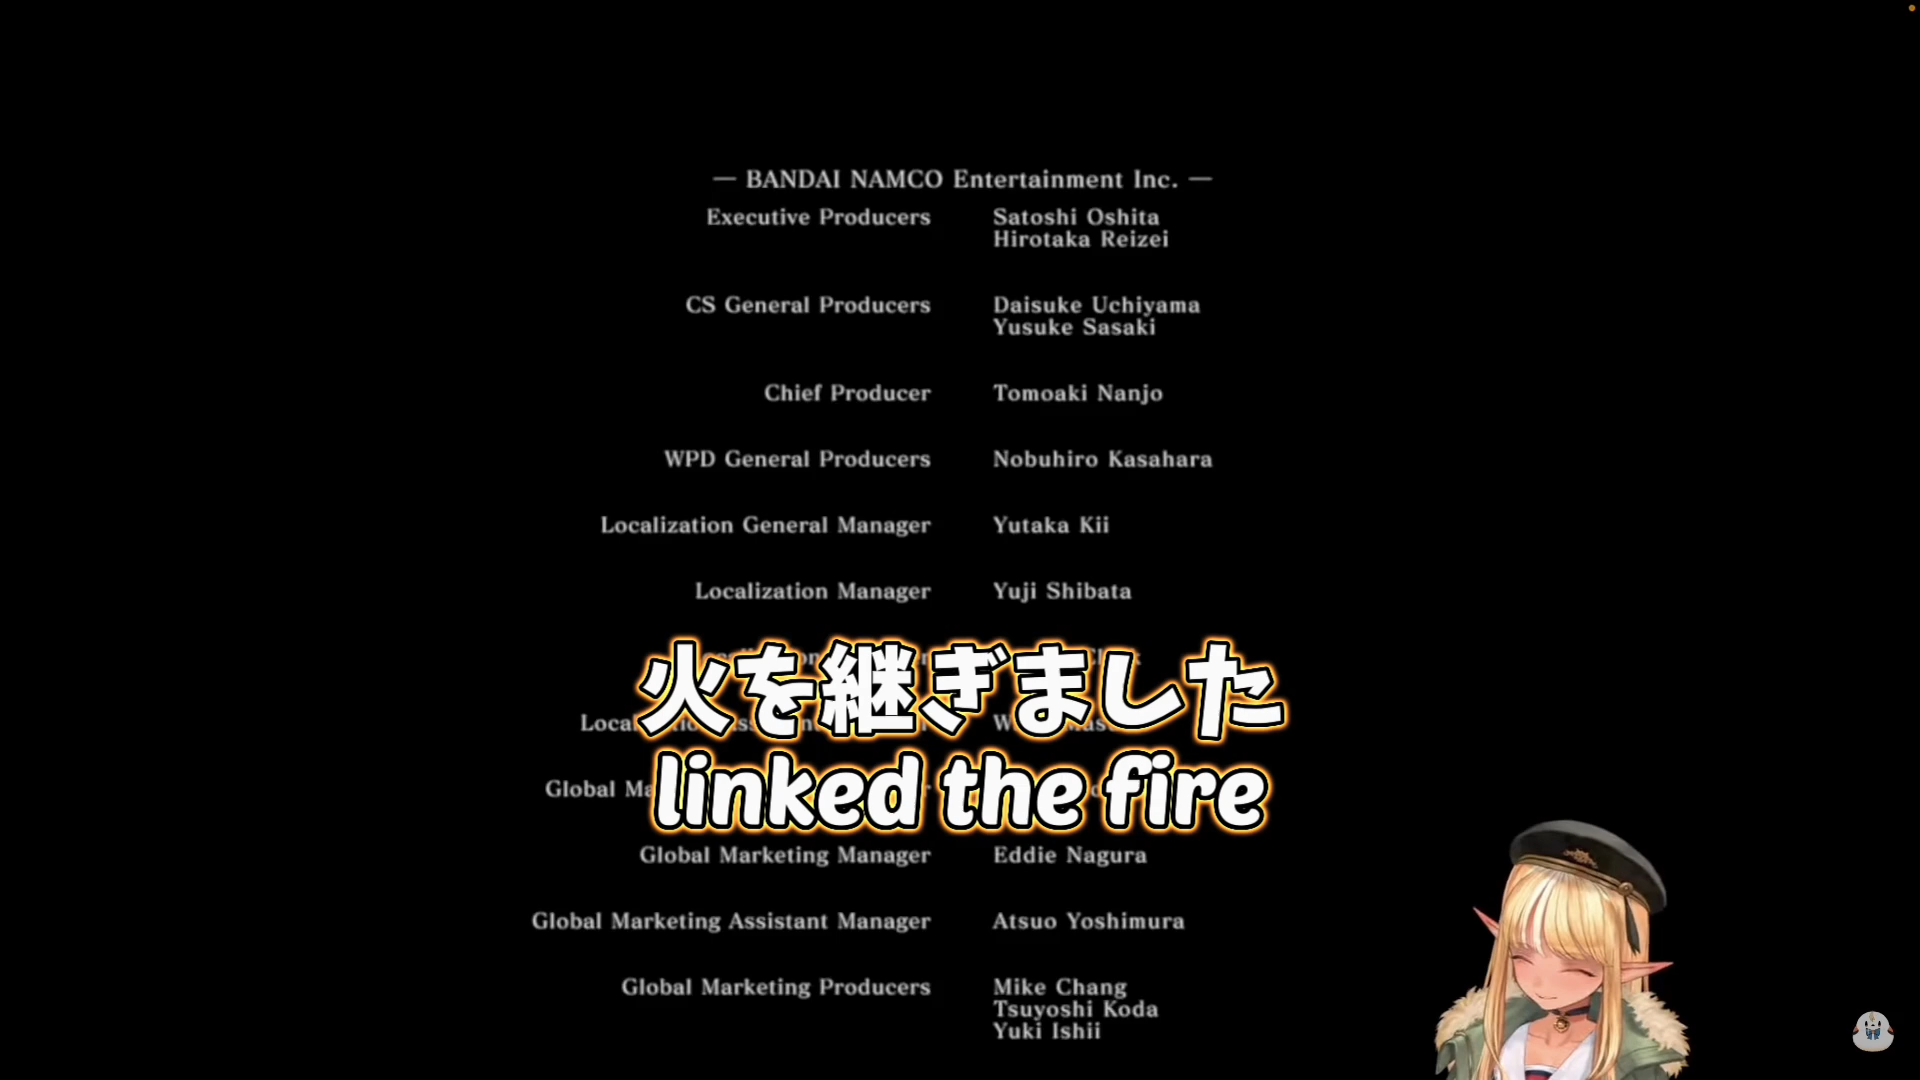 — BANDAI NAMCO Entertainment Inc. —
Executive Producers Satoshi Oshita
Hirotaka Reizei
CS General Producers Daisuke Uchiyama
Yusuke Sasaki
Chief Producer Tomoaki Nanjo
WPD General Producers Nobuhiro Kasahara
Localization General Manager Yutaka Kii
Localization Manager Yuji Shibata
火を継ぎました
linked the fire
Global
Global Marketing Manager Eddie Nagura
Global Marketing Assistant Manager Atsuo Yoshimura
Global Marketing Producers Mike Chang
Tsuyoshi Koda
Yuki Ishii